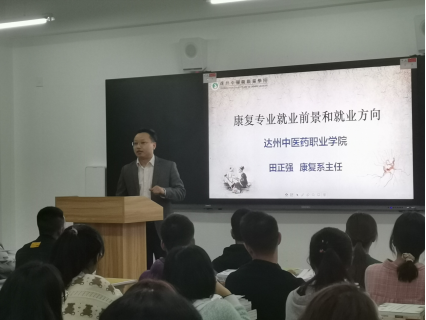 康复专业就业前景和就业方向
达州中医药职业学院
田正强 康复系主任